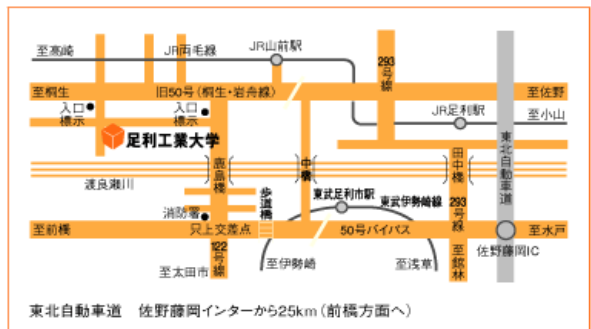 至高崎
JR両毛線
JR山前駅
293号線
至桐生
旧50号(桐生・岩舟線)
至佐野
入口標示
入口標示
JR足利駅
至小山
足利工業大学
東北自動車道
鹿島橋
中橋
田中橋
渡良瀬川
歩道橋
東武足利市駅
東武伊勢崎線
消防署
293号線
至前橋
只上交差点
50号バイパス
至水戸
122号線
至太田市
至伊勢崎
至浅草
至館林
佐野藤岡IC
東北自動車道 佐野藤岡インターから25km(前橋方面へ)